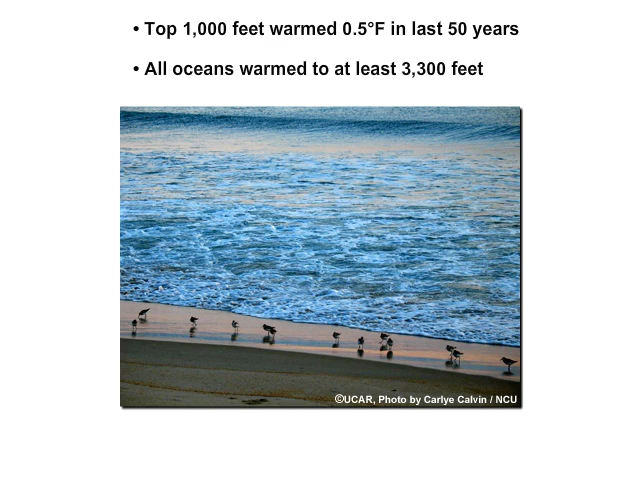 • Top 1,000 feet warmed 0.5°F in last 50 years
• All oceans warmed to at least 3,300 feet
©UCAR, Photo by Carlye Calvin / NCU